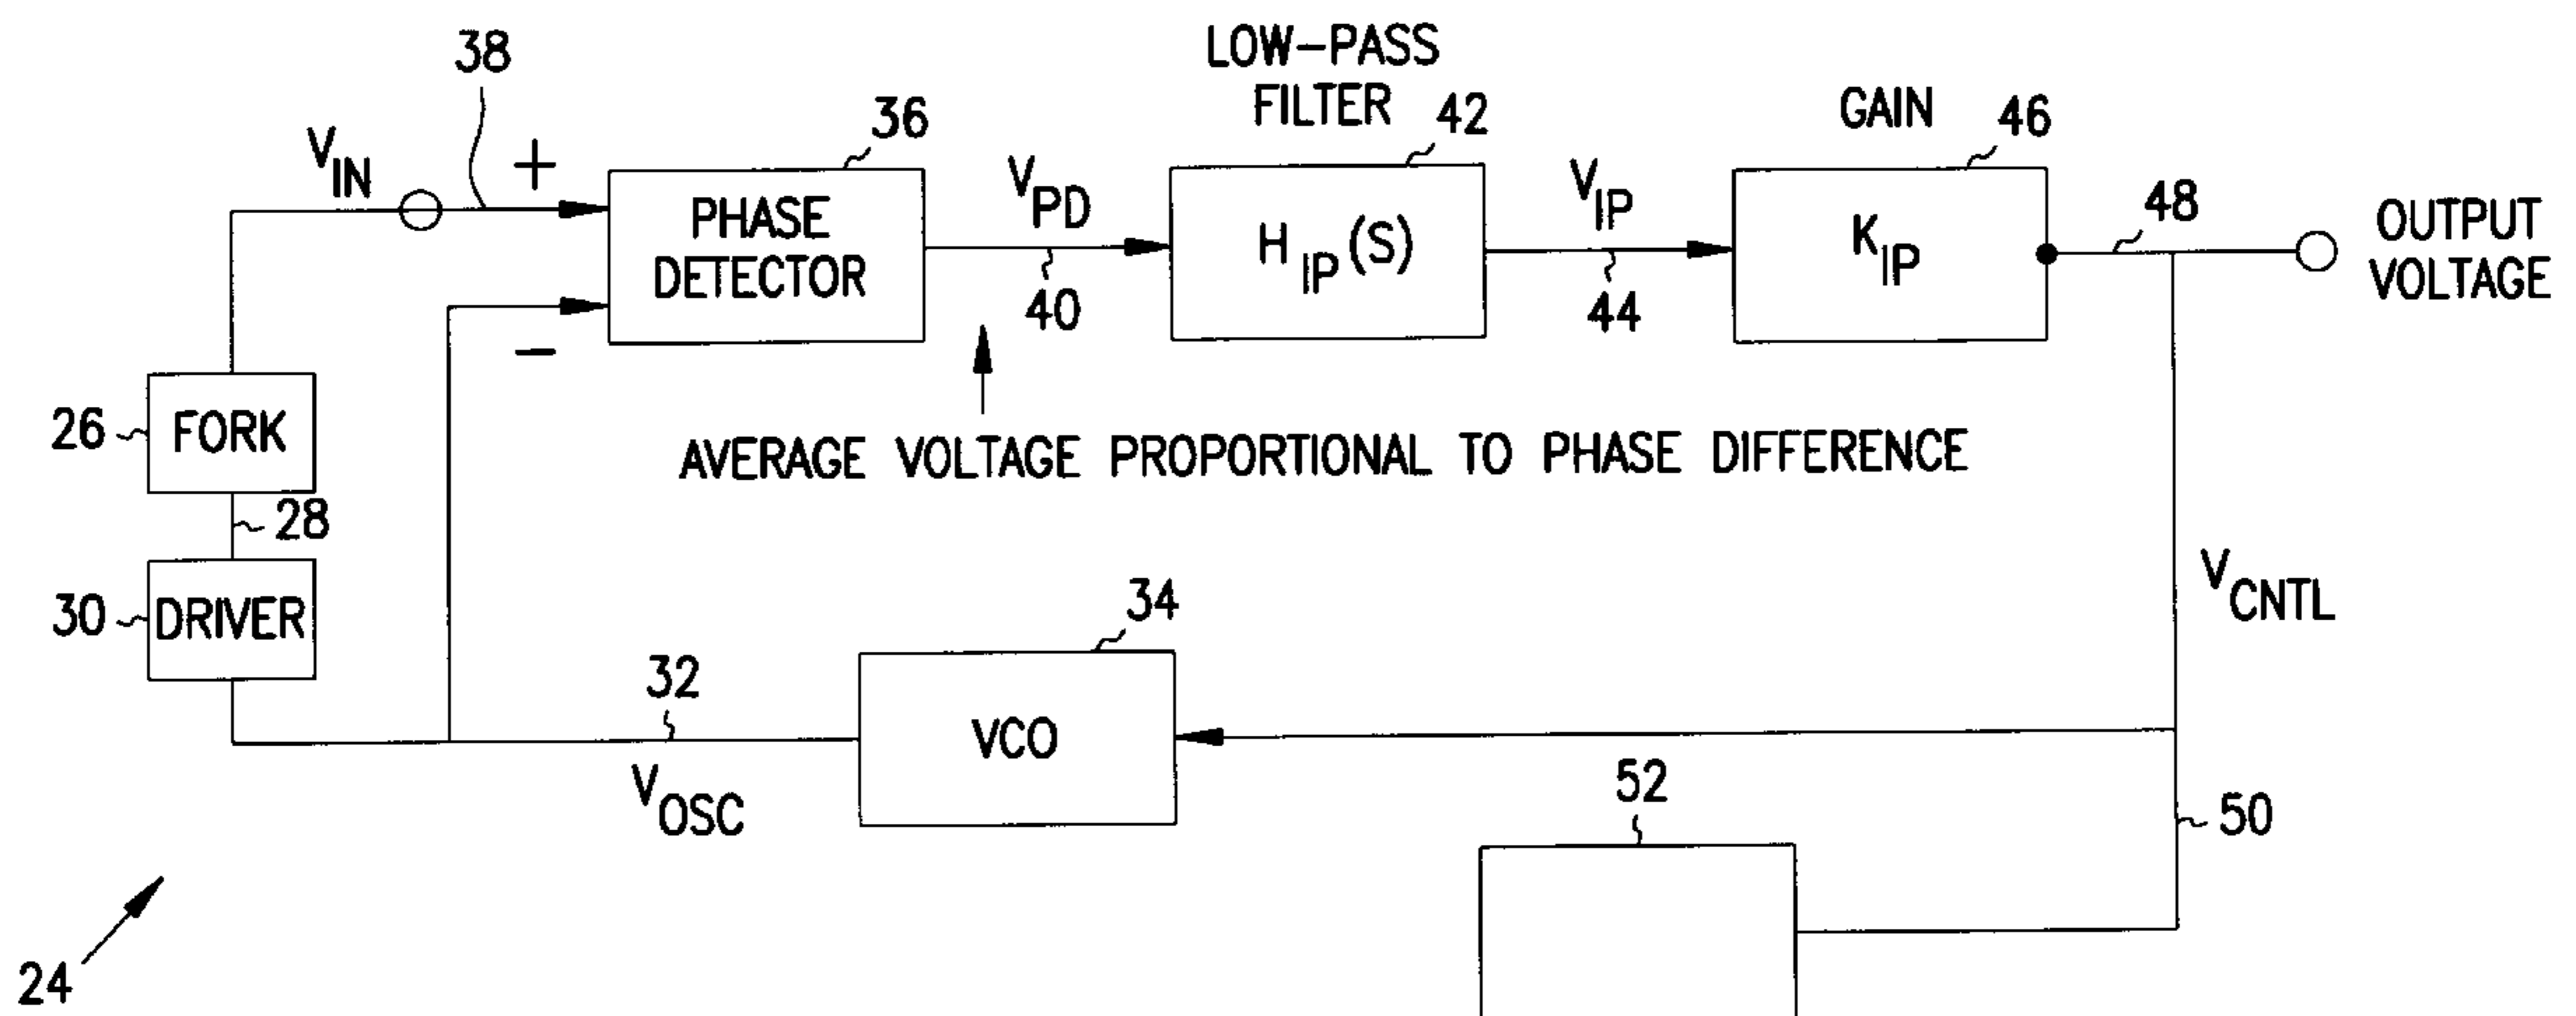 38
V_IN
+
−
36
PHASE
DETECTOR
V_PD
40
LOW-PASS
FILTER
42
H_IP(S)
V_IP
44
GAIN
46
K_IP
48
OUTPUT
VOLTAGE
26
FORK
28
30
DRIVER
AVERAGE VOLTAGE PROPORTIONAL TO PHASE DIFFERENCE
V_CNTL
34
VCO
32
V_OSC
52
50
24